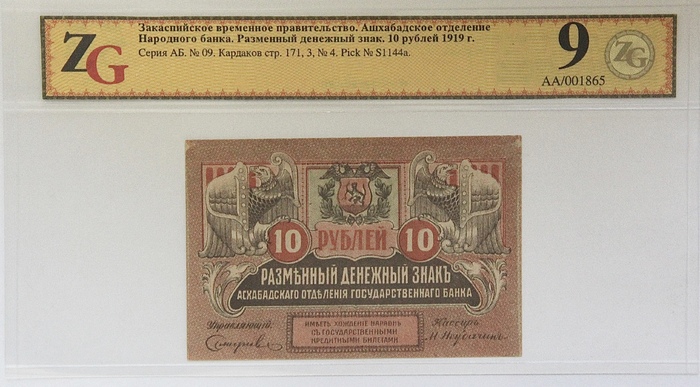 ZG
Закаспийское временное правительство. Ашхабадское отделение
Народного банка. Разменный денежный знак. 10 рублей 1919 г.
Серия АБ. № 09. Кардаков стр. 171, 3, № 4. Pick № S1144a.
9
ZG
AA/001865
10 РУБЛЕЙ 10
РАЗМѢННЫЙ ДЕНЕЖНЫЙ ЗНАКЪ
АСХАБАДСКАГО ОТДѢЛЕНІЯ ГОСУДАРСТВЕННАГО БАНКА
Управляющій
ИМѢЕТЪ ХОЖДЕНІЕ НАРАВНѢ
СЪ ГОСУДАРСТВЕННЫМИ
КРЕДИТНЫМИ БИЛЕТАМИ
Кассиръ